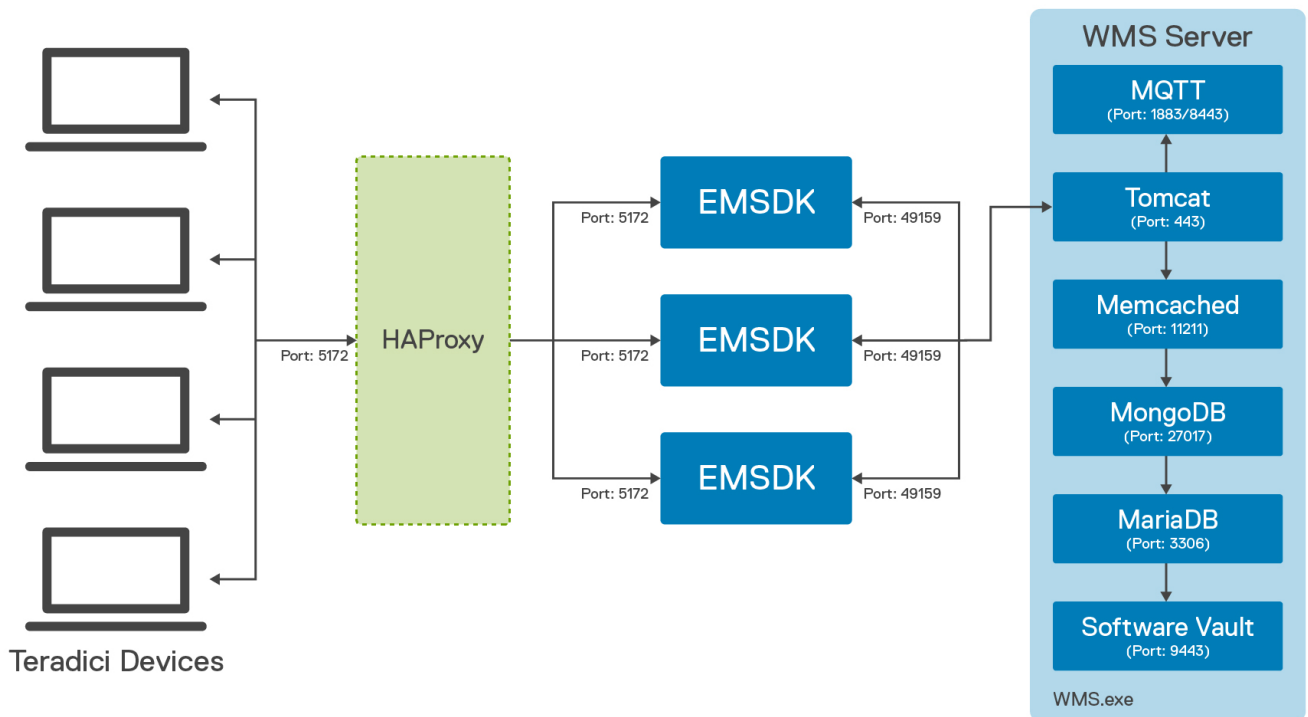 Teradici Devices
Port: 5172
HAProxy
Port: 5172
Port: 5172
Port: 5172
EMSDK
EMSDK
EMSDK
Port: 49159
Port: 49159
Port: 49159
WMS Server
MQTT
(Port: 1883/8443)
Tomcat
(Port: 443)
Memcached
(Port: 11211)
MongoDB
(Port: 27017)
MariaDB
(Port: 3306)
Software Vault
(Port: 9443)
WMS.exe